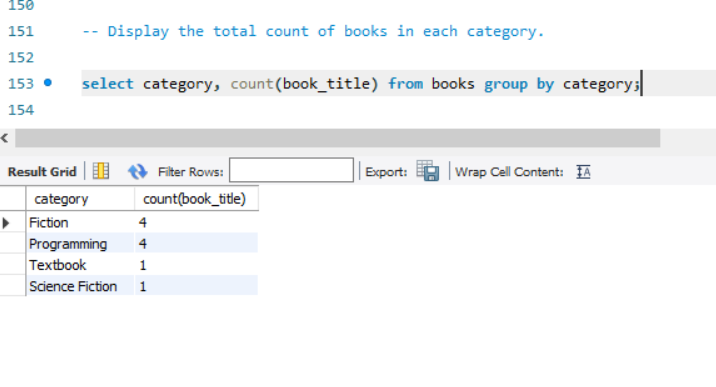 150
151 -- Display the total count of books in each category.
152
153 select category, count(book_title) from books group by category;
154
Result Grid Filter Rows: Export: Wrap Cell Content: IA
category count(book_title)
Fiction 4
Programming 4
Textbook 1
Science Fiction 1